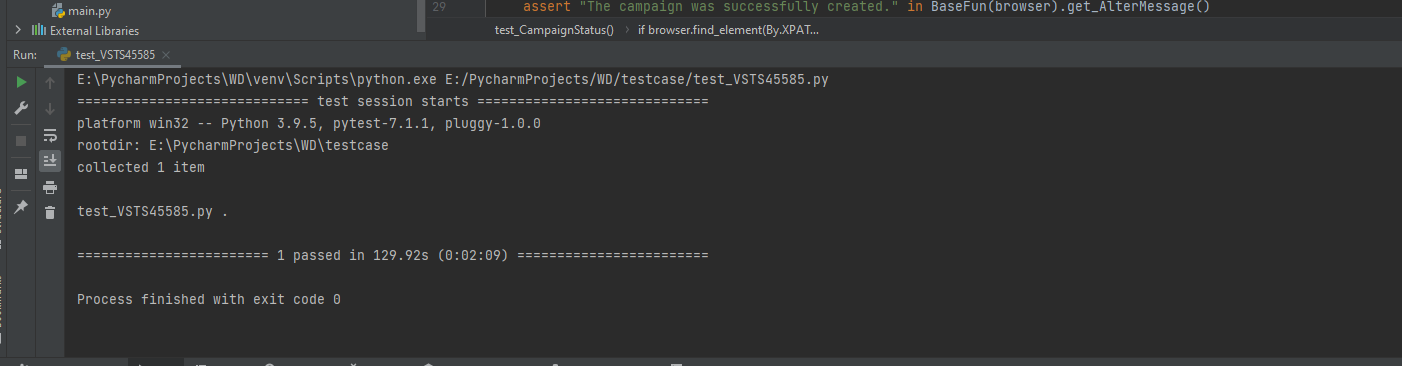 main.py
External Libraries
29 assert "The campaign was successfully created." in BaseFun(browser).get_AlterMessage()
test_CampaignStatus() › if browser.find_element(By.XPAT...
Run: test_VSTS45585 ×
E:\PycharmProjects\WD\venv\Scripts\python.exe E:/PycharmProjects/WD/testcase/test_VSTS45585.py
============================= test session starts =============================
platform win32 -- Python 3.9.5, pytest-7.1.1, pluggy-1.0.0
rootdir: E:\PycharmProjects\WD\testcase
collected 1 item
test_VSTS45585.py .
======================== 1 passed in 129.92s (0:02:09) ========================
Process finished with exit code 0